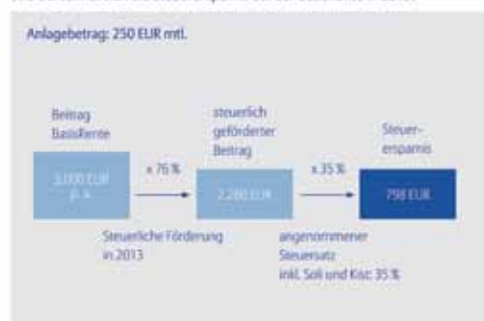 Anlagebetrag: 250 EUR mtl.
Beitrag
BasisRente
3.000 EUR
p. a.
x 76 %
Steuerliche Förderung
in 2013
steuerlich
geförderter
Beitrag
2.280 EUR
x 35 %
angenommener
Steuersatz
inkl. Soli und Kist: 35 %
Steuer-
ersparnis
798 EUR